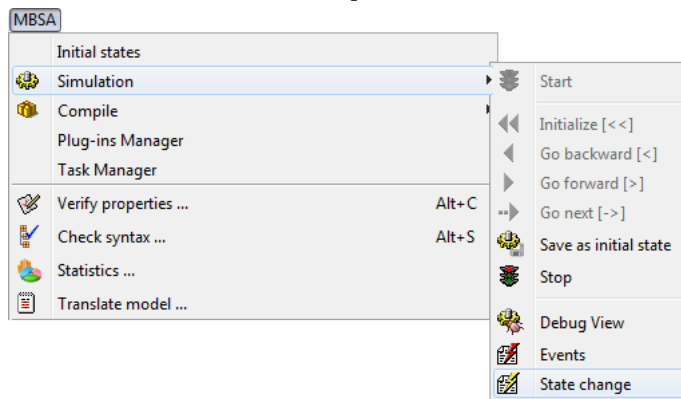 MBSA
Initial states
Simulation
Compile
Plug-ins Manager
Task Manager
Verify properties ... Alt+C
Check syntax ... Alt+S
Statistics ...
Translate model ...
Start
Initialize [<<]
Go backward [<]
Go forward [>]
Go next [->]
Save as initial state
Stop
Debug View
Events
State change